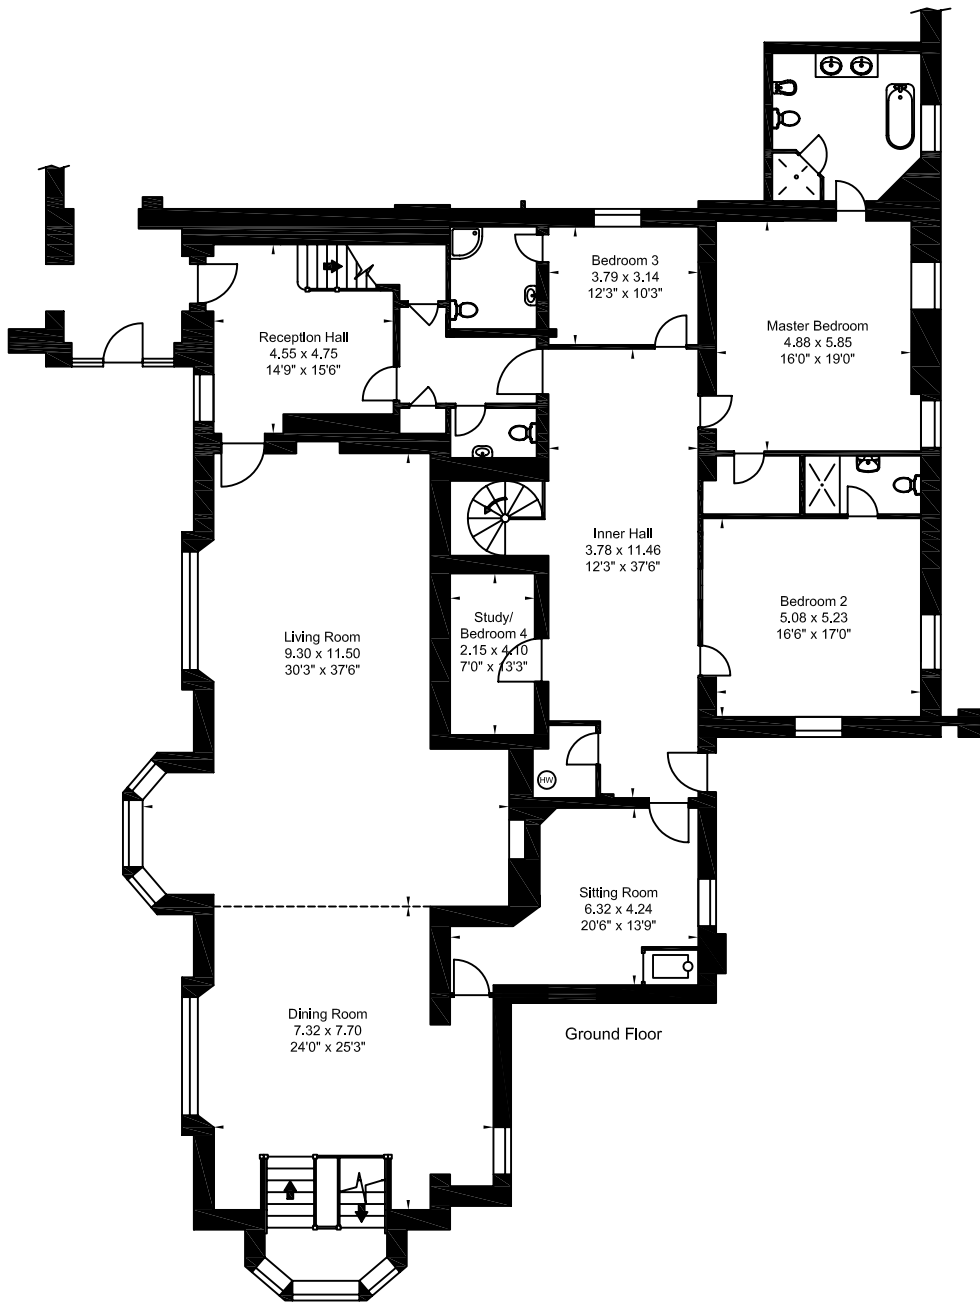 Bedroom 3
3.79 x 3.14
12'3" x 10'3"
Master Bedroom
4.88 x 5.85
16'0" x 19'0"
Reception Hall
4.55 x 4.75
14'9" x 15'6"
Inner Hall
3.78 x 11.46
12'3" x 37'6"
Bedroom 2
5.08 x 5.23
16'6" x 17'0"
Study/
Bedroom 4
2.15 x 4.10
7'0" x 13'3"
Living Room
9.30 x 11.50
30'3" x 37'6"
HW
Sitting Room
6.32 x 4.24
20'6" x 13'9"
Dining Room
7.32 x 7.70
24'0" x 25'3"
Ground Floor